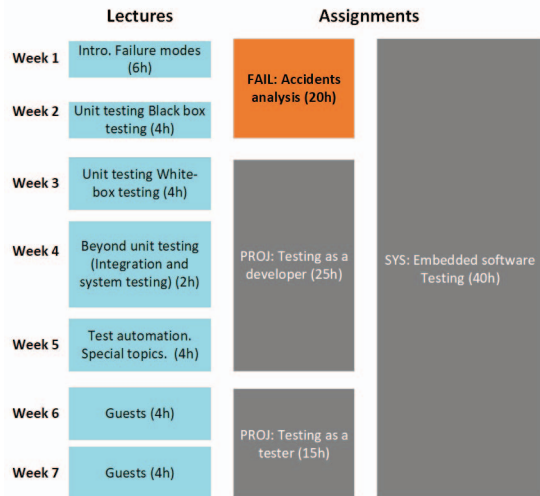 Lectures
Assignments
Week 1
Intro. Failure modes
(6h)
FAIL: Accidents
analysis (20h)
Week 2
Unit testing Black box
testing (4h)
Week 3
Unit testing White-
box testing (4h)
Week 4
Beyond unit testing
(Integration and
system testing) (2h)
PROJ: Testing as a
developer (25h)
SYS: Embedded software
Testing (40h)
Week 5
Test automation.
Special topics. (4h)
Week 6
Guests (4h)
PROJ: Testing as a
tester (15h)
Week 7
Guests (4h)